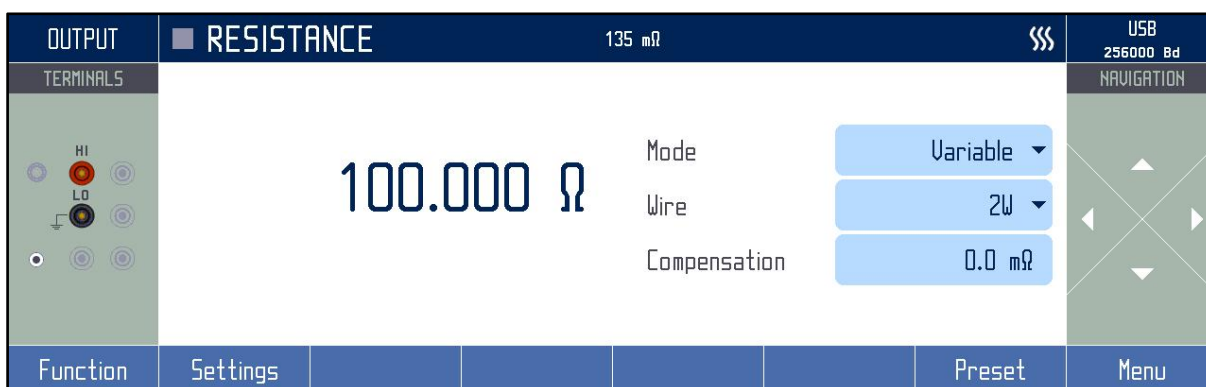 OUTPUT
RESISTANCE
135 mΩ
USB
256000 Bd
TERMINALS
NAVIGATION
HI
LO
100.000 Ω
Mode
Variable
Wire
2W
Compensation
0.0 mΩ
Function
Settings
Preset
Menu